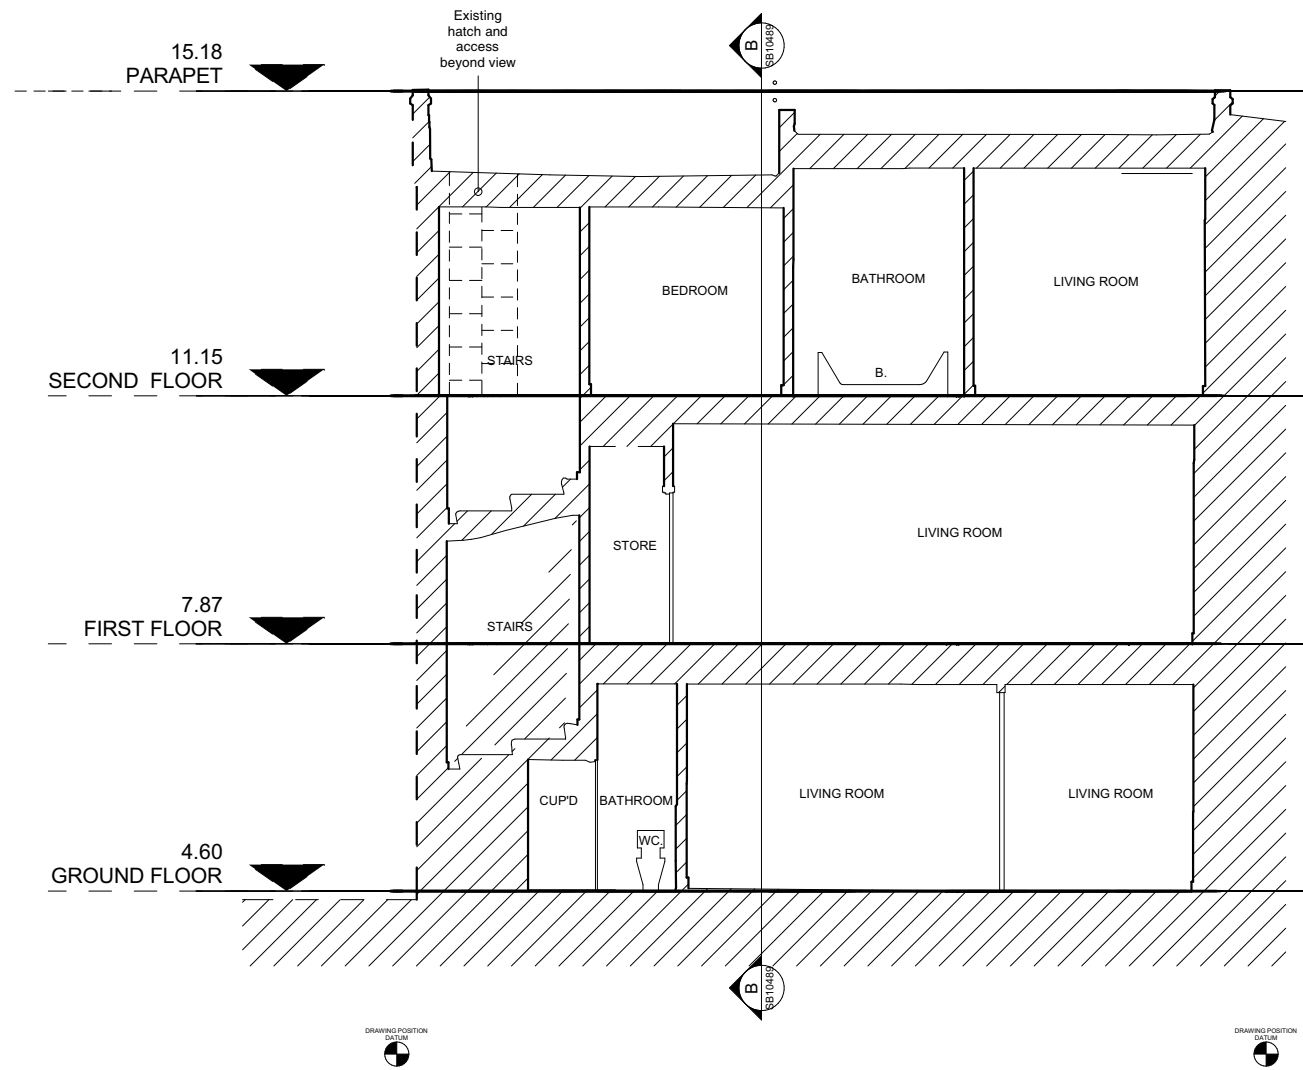 Existing
hatch and
access
beyond view
B
SB10489
15.18
PARAPET
BEDROOM
BATHROOM
LIVING ROOM
STAIRS
B.
11.15
SECOND FLOOR
STORE
LIVING ROOM
7.87
FIRST FLOOR
STAIRS
CUP'D
BATHROOM
LIVING ROOM
LIVING ROOM
WC.
4.60
GROUND FLOOR
B
SB10489
DRAWING POSITION
DATUM
DRAWING POSITION
DATUM